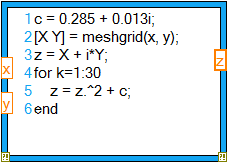 1 c = 0.285 + 0.013i;
2 [X Y] = meshgrid(x, y);
3 z = X + i*Y;
4 for k=1:30
5 z = z.^2 + c;
6 end
x
y
z